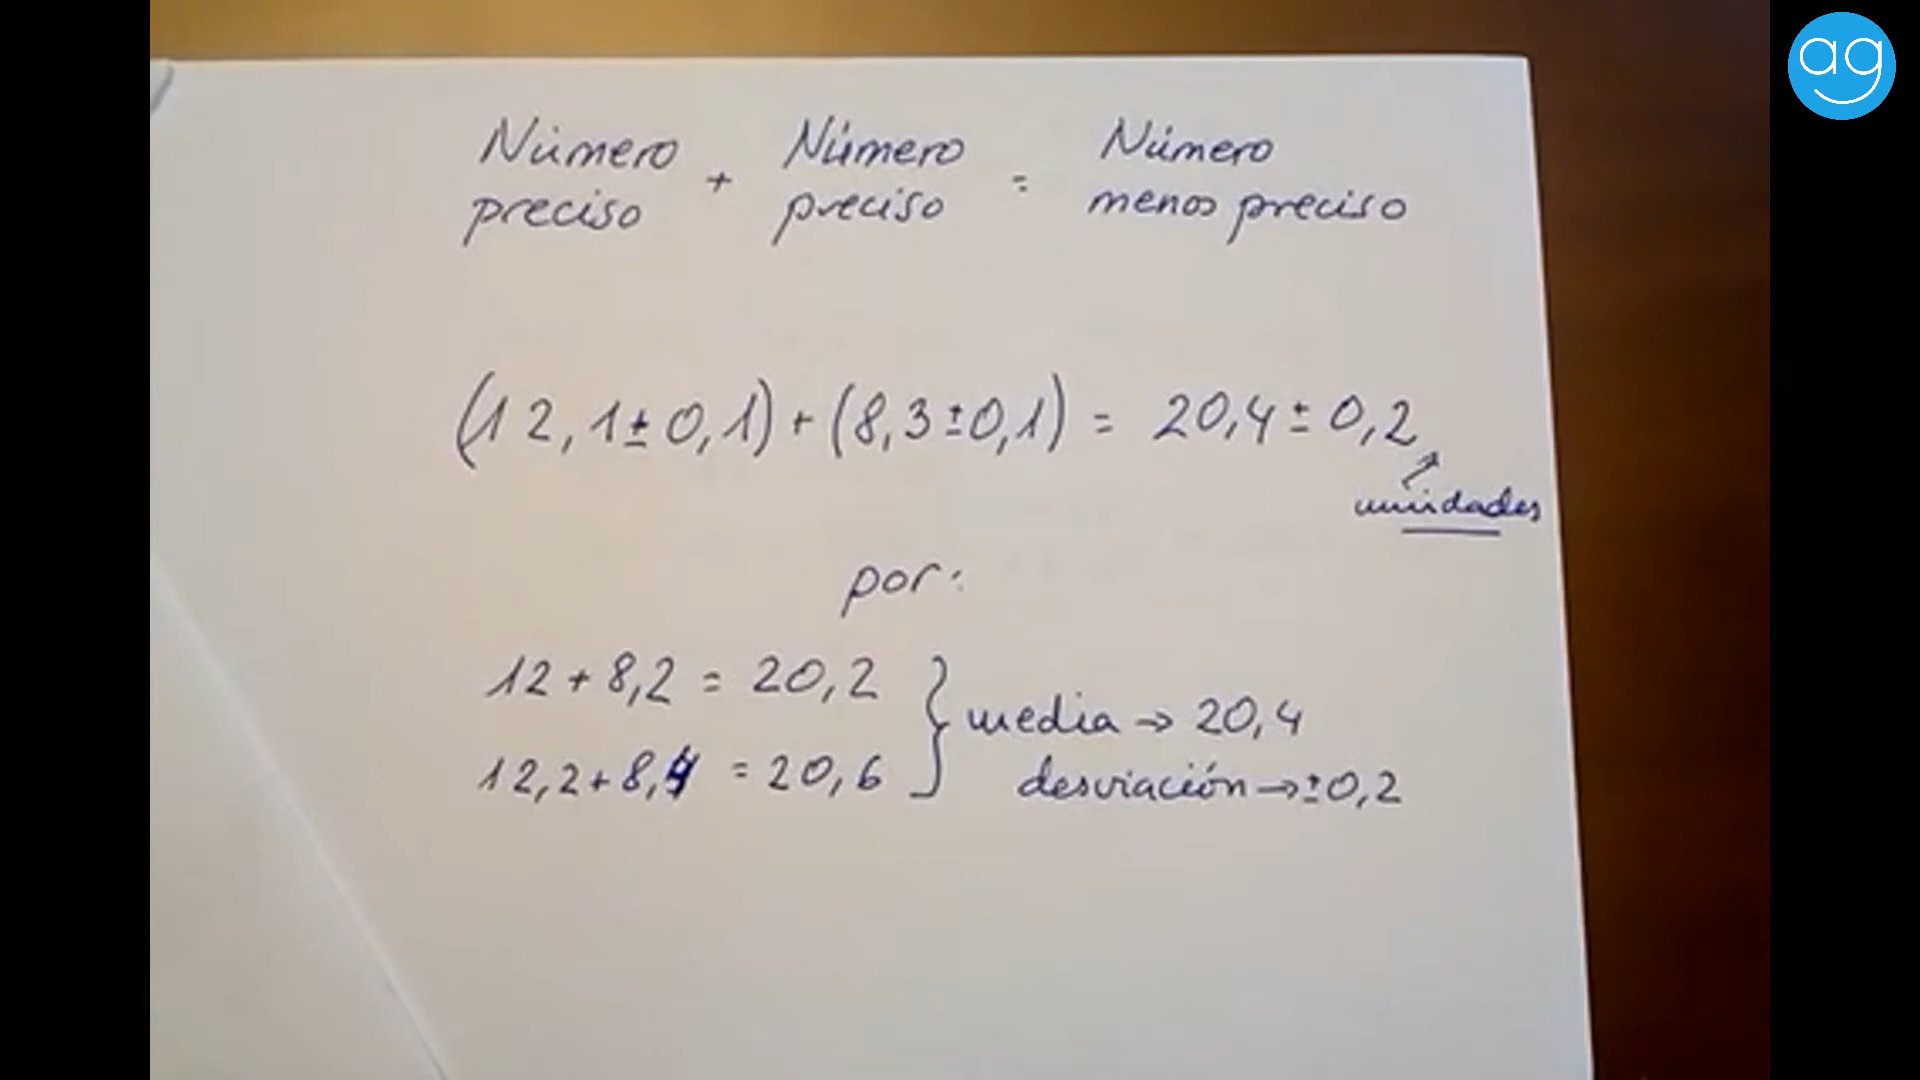 ag
Número + Número = Número
preciso preciso menos preciso
(12,1 ± 0,1) + (8,3 ± 0,1) = 20,4 ± 0,2
unidades
por:
12 + 8,2 = 20,2
media → 20,4
12,2 + 8,4 = 20,6
desviación → ± 0,2